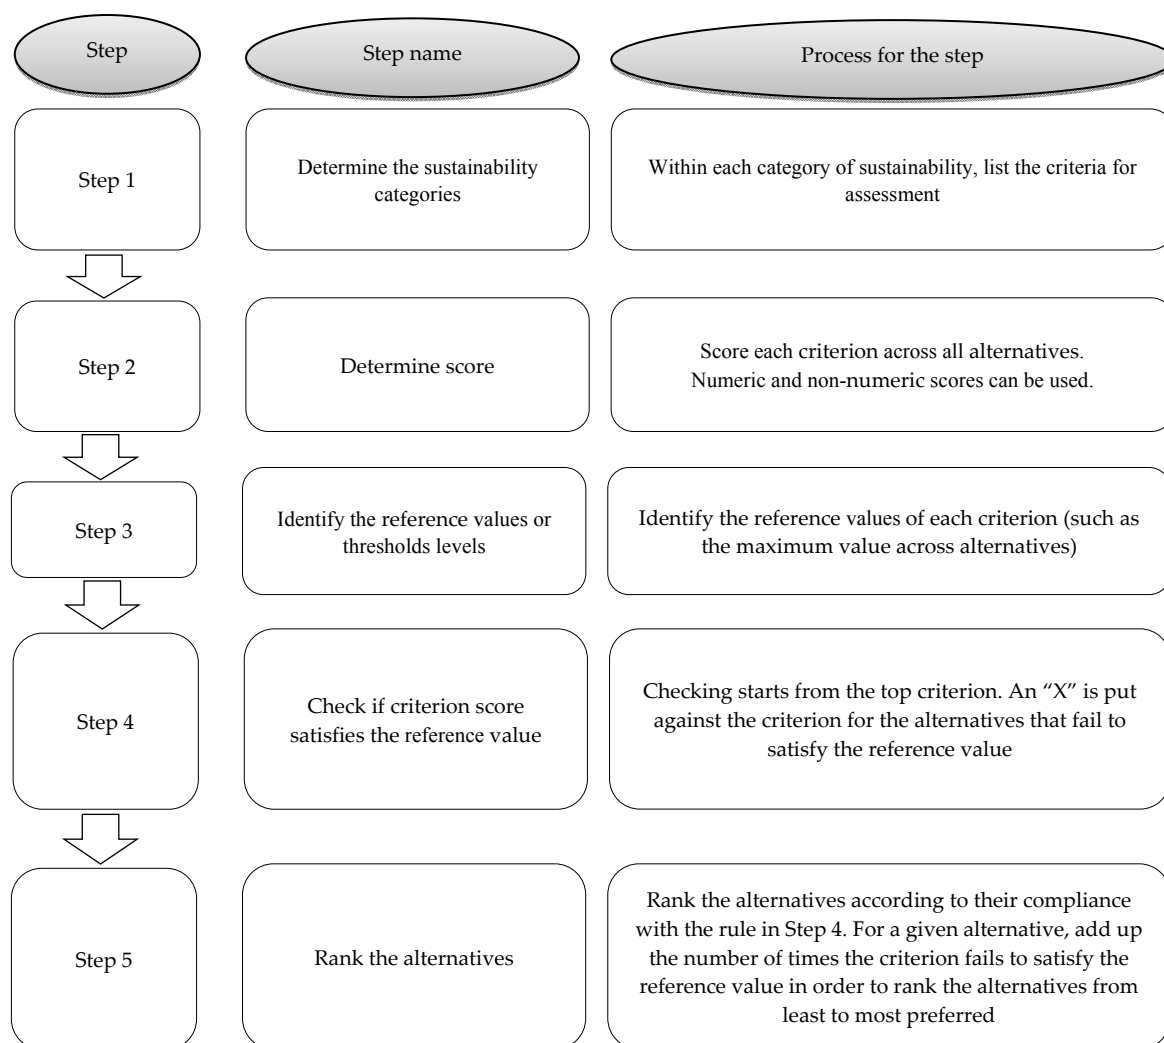 Step
Step name
Process for the step
Step 1
Determine the sustainability
categories
Within each category of sustainability, list the criteria for
assessment
Step 2
Determine score
Score each criterion across all alternatives.
Numeric and non-numeric scores can be used.
Step 3
Identify the reference values or
thresholds levels
Identify the reference values of each criterion (such as
the maximum value across alternatives)
Step 4
Check if criterion score
satisfies the reference value
Checking starts from the top criterion. An “X” is put
against the criterion for the alternatives that fail to
satisfy the reference value
Step 5
Rank the alternatives
Rank the alternatives according to their compliance
with the rule in Step 4. For a given alternative, add up
the number of times the criterion fails to satisfy the
reference value in order to rank the alternatives from
least to most preferred